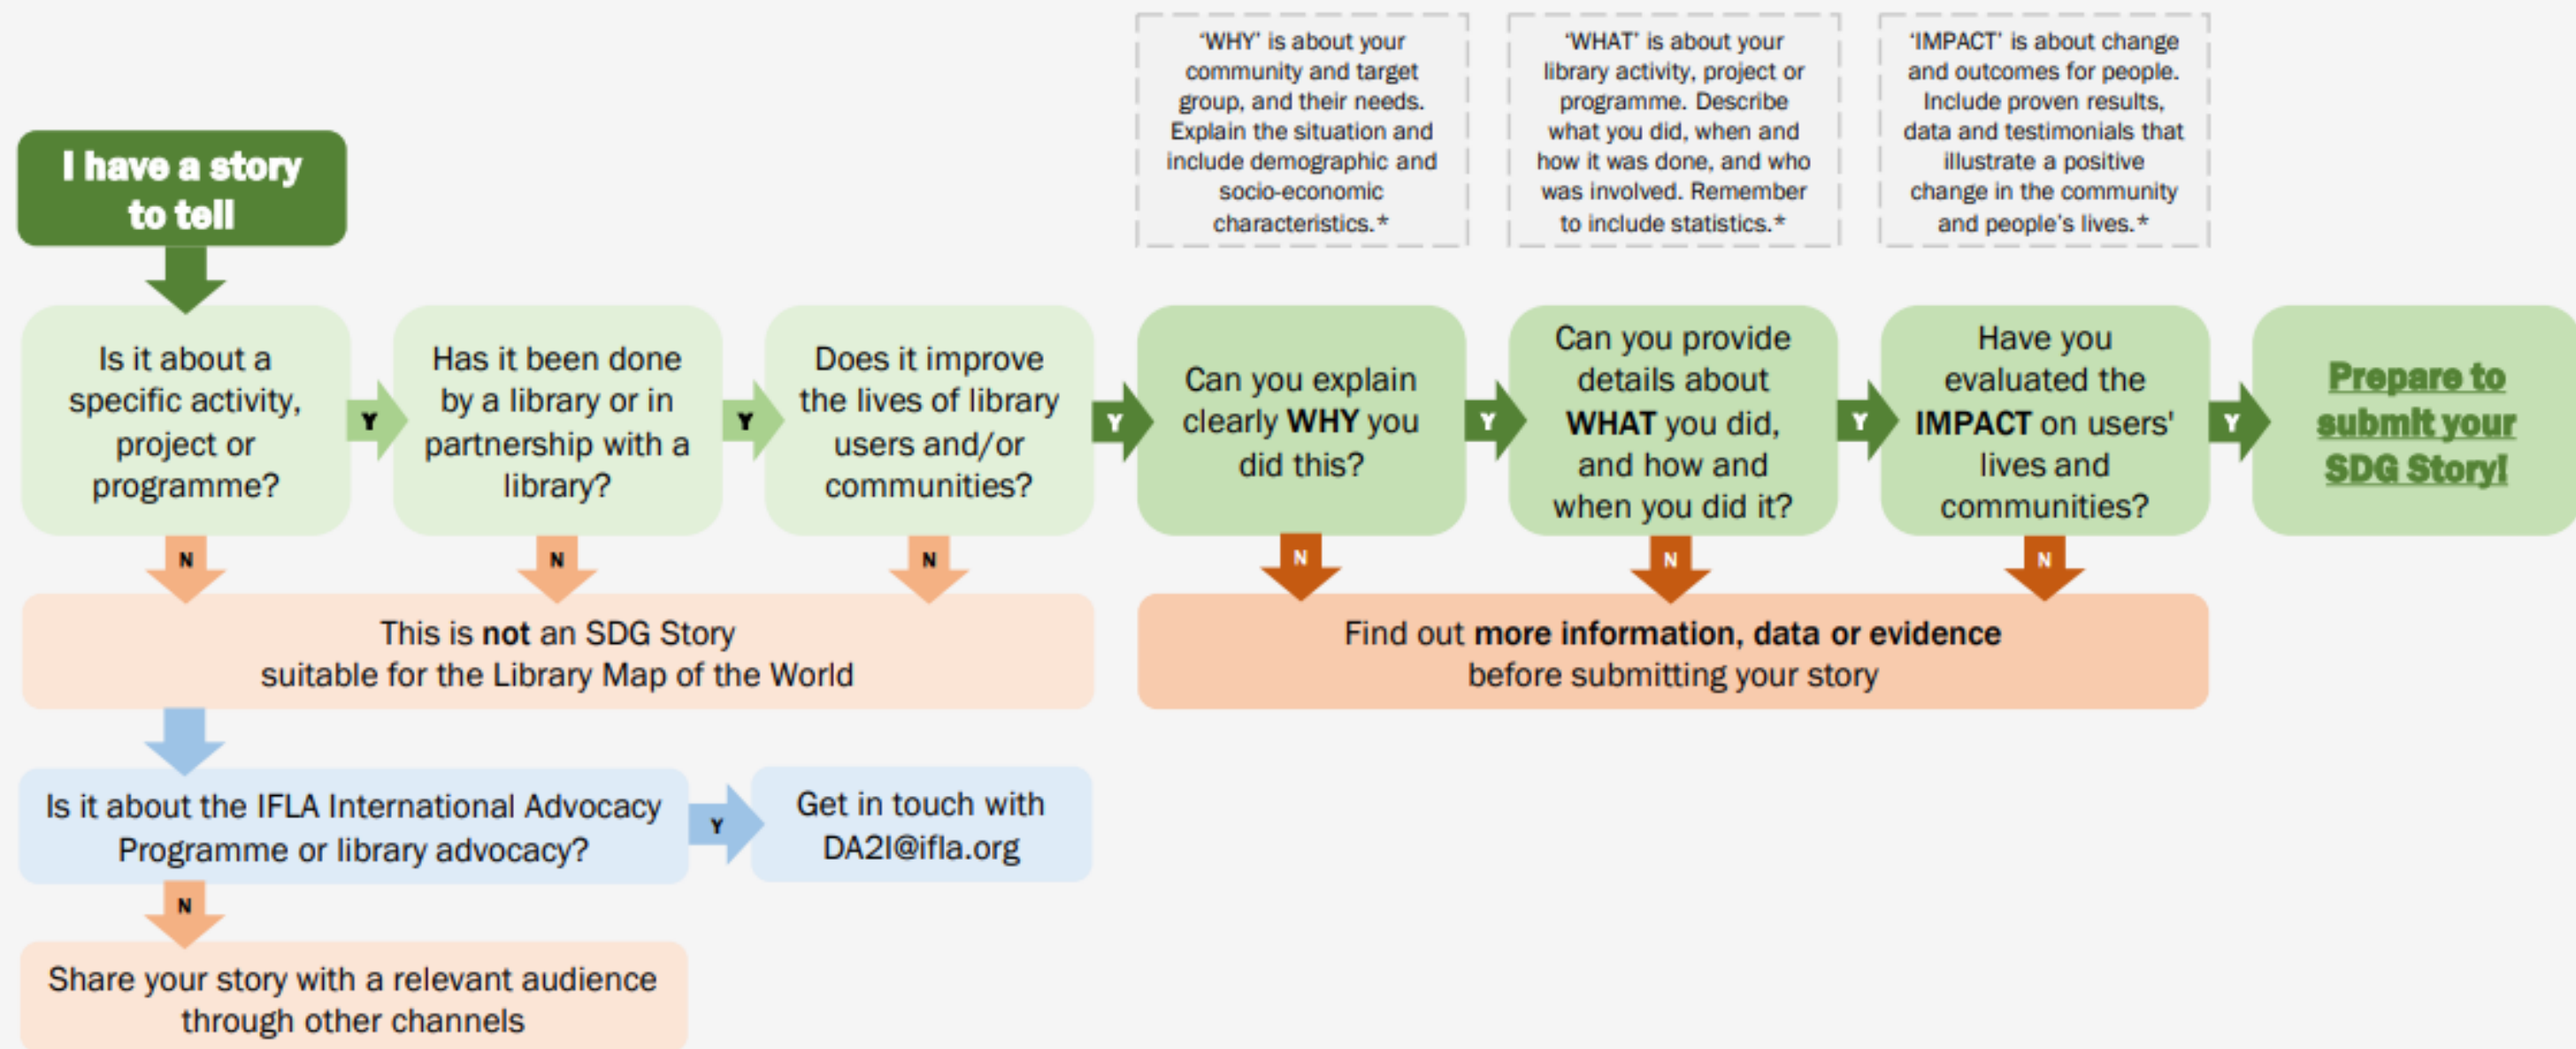 ‘WHY’ is about your
community and target
group, and their needs.
Explain the situation and
include demographic and
socio-economic
characteristics.*
‘WHAT’ is about your
library activity, project or
programme. Describe
what you did, when and
how it was done, and who
was involved. Remember
to include statistics.*
‘IMPACT’ is about change
and outcomes for people.
Include proven results,
data and testimonials that
illustrate a positive
change in the community
and people’s lives.*
I have a story
to tell
Is it about a
specific activity,
project or
programme?
Y
Has it been done
by a library or in
partnership with a
library?
Y
Does it improve
the lives of library
users and/or
communities?
Y
Can you explain
clearly WHY you
did this?
Y
Can you provide
details about
WHAT you did,
and how and
when you did it?
Y
Have you
evaluated the
IMPACT on users'
lives and
communities?
Y
Prepare to
submit your
SDG Story!
N
N
N
N
N
N
This is not an SDG Story
suitable for the Library Map of the World
Find out more information, data or evidence
before submitting your story
Is it about the IFLA International Advocacy
Programme or library advocacy?
Y
Get in touch with
DA2I@ifla.org
N
Share your story with a relevant audience
through other channels